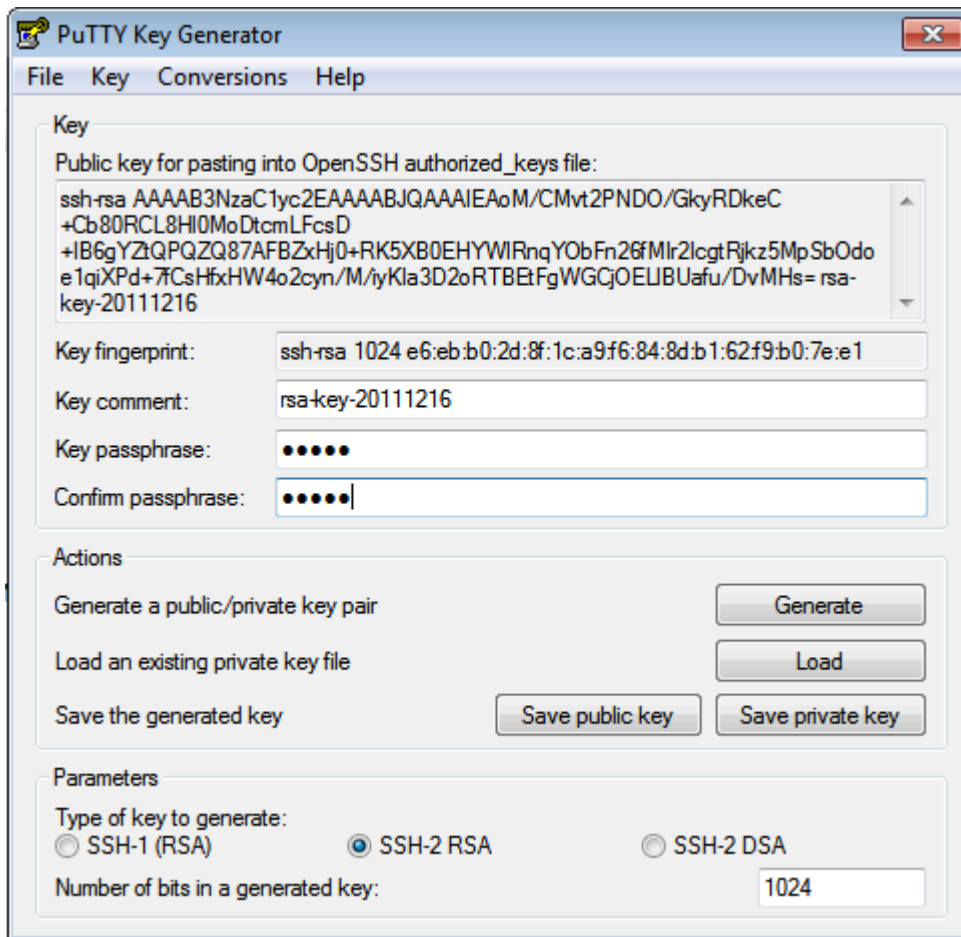 PuTTY Key Generator
File Key Conversions Help
Key
Public key for pasting into OpenSSH authorized_keys file:
ssh-rsa AAAAB3NzaC1yc2EAAAABJQAAAIEAoM/CMvt2PNDO/GkyRDkeC
+Cb80RCL8HI0MoDtcmLFcsD
+IB6gYZtQPQZQ87AFBZxHj0+RK5XB0EHYWIRnqYObFn26fMIr2lcgtRjkz5MpSbOdo
e1qiXPd+7fCsHfxHW4o2cyn/M/iyKIa3D2oRTBEtFgWGCjOELIBUafu/DvMHs= rsa-
key-20111216
Key fingerprint: ssh-rsa 1024 e6:eb:b0:2d:8f:1c:a9:f6:84:8d:b1:62:f9:b0:7e:e1
Key comment: rsa-key-20111216
Key passphrase: •••••
Confirm passphrase: •••••
Actions
Generate a public/private key pair Generate
Load an existing private key file Load
Save the generated key Save public key Save private key
Parameters
Type of key to generate:
SSH-1 (RSA) SSH-2 RSA SSH-2 DSA
Number of bits in a generated key: 1024